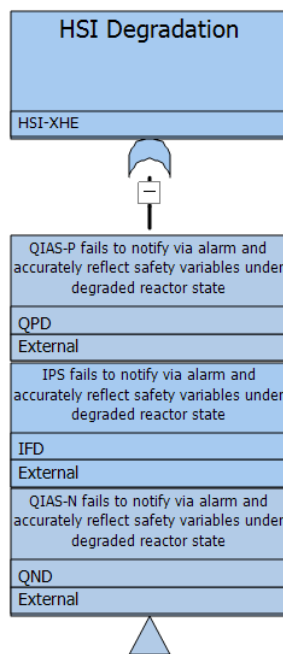 HSI Degradation
HSI-XHE
QIAS-P fails to notify via alarm and
accurately reflect safety variables under
degraded reactor state
QPD
External
IPS fails to notify via alarm and
accurately reflect safety variables under
degraded reactor state
IFD
External
QIAS-N fails to notify via alarm and
accurately reflect safety variables under
degraded reactor state
QND
External